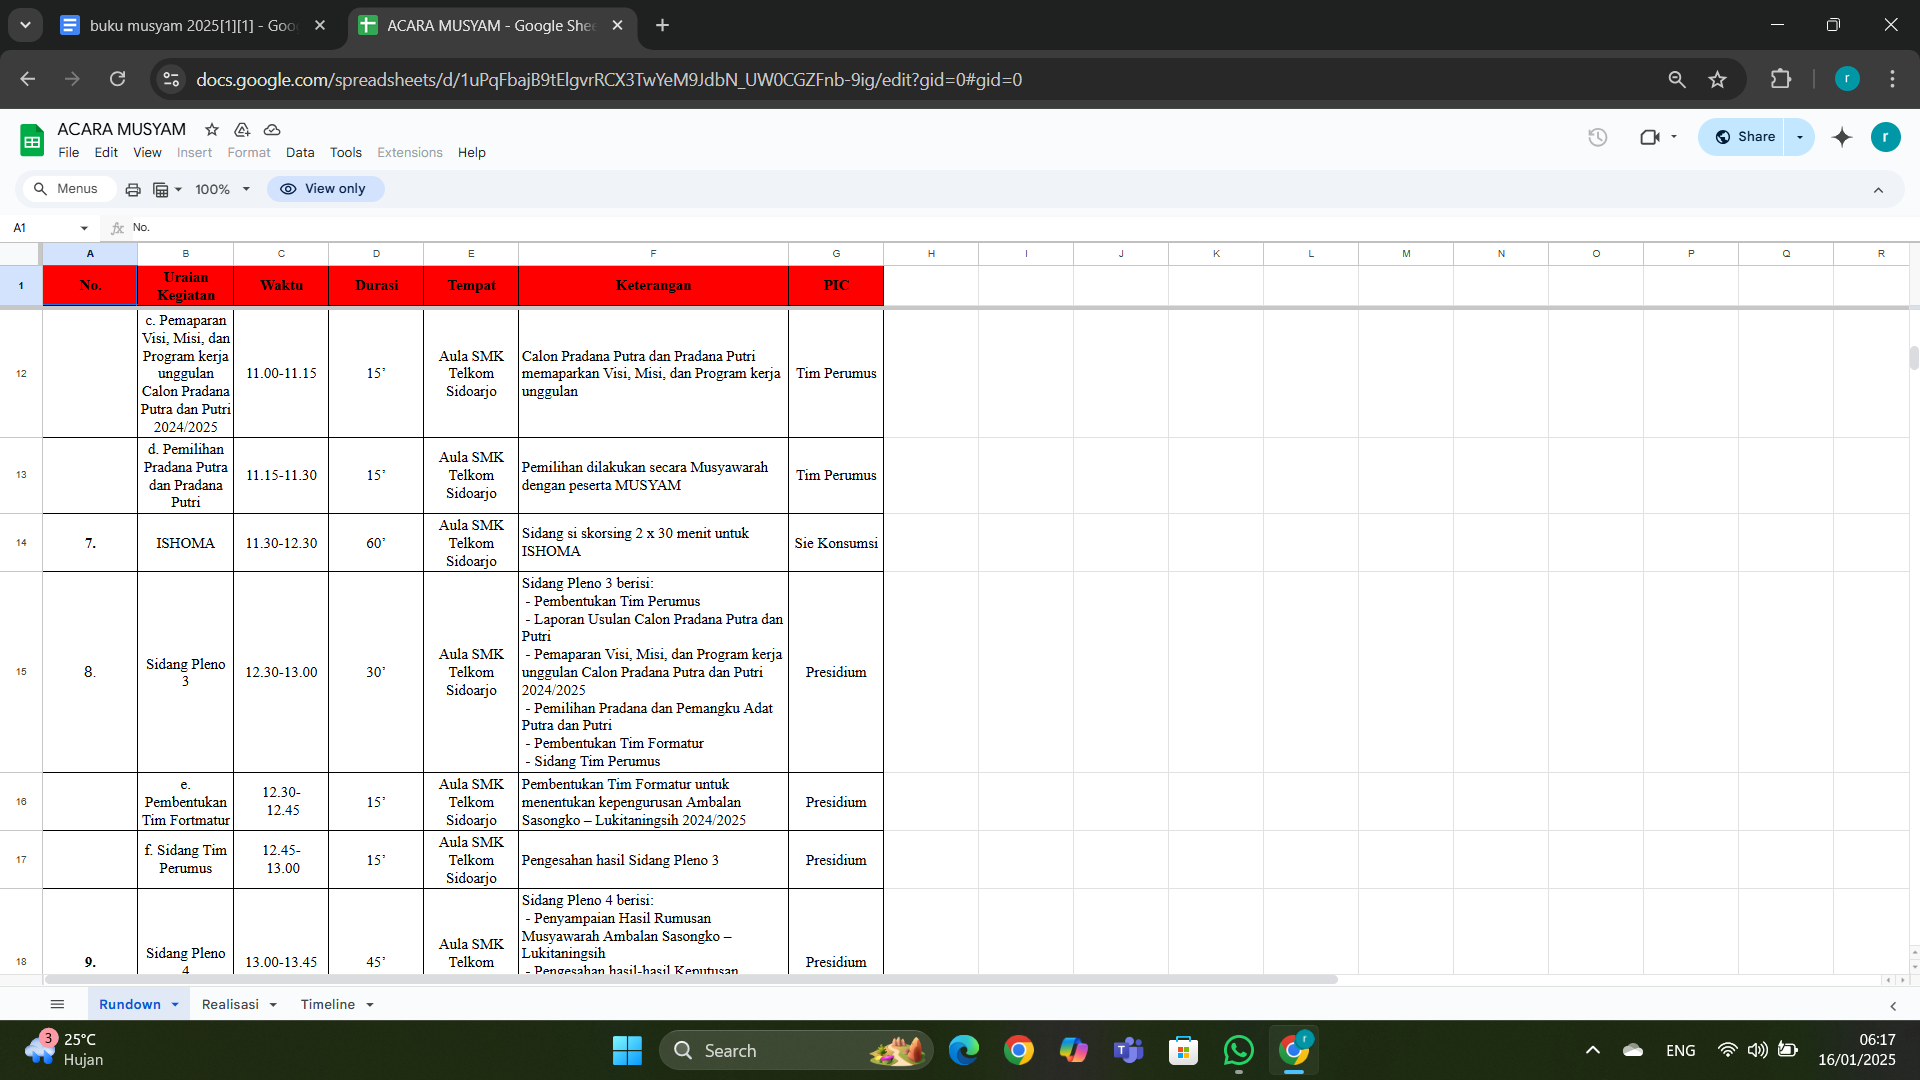 buku musyam 2025[1][1] - Goo
ACARA MUSYAM - Google She
docs.google.com/spreadsheets/d/1uPqFbajB9tElgvrRCX3TwYeM9JdbN_UW0CGZFnb-9ig/edit?gid=0#gid=0
r
ACARA MUSYAM
File Edit View Insert Format Data Tools Extensions Help
Share
r
Menus
100%
View only
A1
fx No.
A B C D E F G H I J K L M N O P Q R
1
No.
Uraian
Kegiatan
Waktu
Durasi
Tempat
Keterangan
PIC
12
c. Pemaparan
Visi, Misi, dan
Program kerja
unggulan
Calon Pradana
Putra dan Putri
2024/2025
11.00-11.15
15’
Aula SMK
Telkom
Sidoarjo
Calon Pradana Putra dan Pradana Putri
memaparkan Visi, Misi, dan Program kerja
unggulan
Tim Perumus
13
d. Pemilihan
Pradana Putra
dan Pradana
Putri
11.15-11.30
15’
Aula SMK
Telkom
Sidoarjo
Pemilihan dilakukan secara Musyawarah
dengan peserta MUSYAM
Tim Perumus
14
7.
ISHOMA
11.30-12.30
60’
Aula SMK
Telkom
Sidoarjo
Sidang si skorsing 2 x 30 menit untuk
ISHOMA
Sie Konsumsi
15
8.
Sidang Pleno
3
12.30-13.00
30’
Aula SMK
Telkom
Sidoarjo
Sidang Pleno 3 berisi:
- Pembentukan Tim Perumus
- Laporan Usulan Calon Pradana Putra dan
Putri
- Pemaparan Visi, Misi, dan Program kerja
unggulan Calon Pradana Putra dan Putri
2024/2025
- Pemilihan Pradana dan Pemangku Adat
Putra dan Putri
- Pembentukan Tim Formatur
- Sidang Tim Perumus
Presidium
16
e.
Pembentukan
Tim Fortmatur
12.30-
12.45
15’
Aula SMK
Telkom
Sidoarjo
Pembentukan Tim Formatur untuk
menentukan kepengurusan Ambalan
Sasongko – Lukitaningsih 2024/2025
Presidium
17
f. Sidang Tim
Perumus
12.45-
13.00
15’
Aula SMK
Telkom
Sidoarjo
Pengesahan hasil Sidang Pleno 3
Presidium
18
9.
Sidang Pleno
4
13.00-13.45
45’
Aula SMK
Telkom
Sidang Pleno 4 berisi:
- Penyampaian Hasil Rumusan
Musyawarah Ambalan Sasongko –
Lukitaningsih
- Pengesahan hasil-hasil Keputusan
Presidium
Rundown
Realisasi
Timeline
3
25°C
Hujan
Search
r
ENG
06:17
16/01/2025